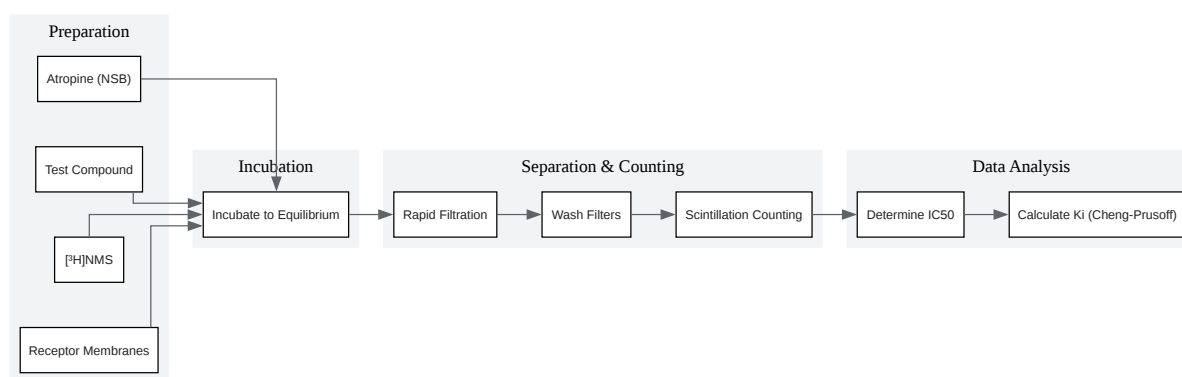 Preparation
Atropine (NSB)
Test Compound
[³H]NMS
Receptor Membranes
Incubation
Incubate to Equilibrium
Separation & Counting
Rapid Filtration
Wash Filters
Scintillation Counting
Data Analysis
Determine IC50
Calculate Ki (Cheng-Prusoff)